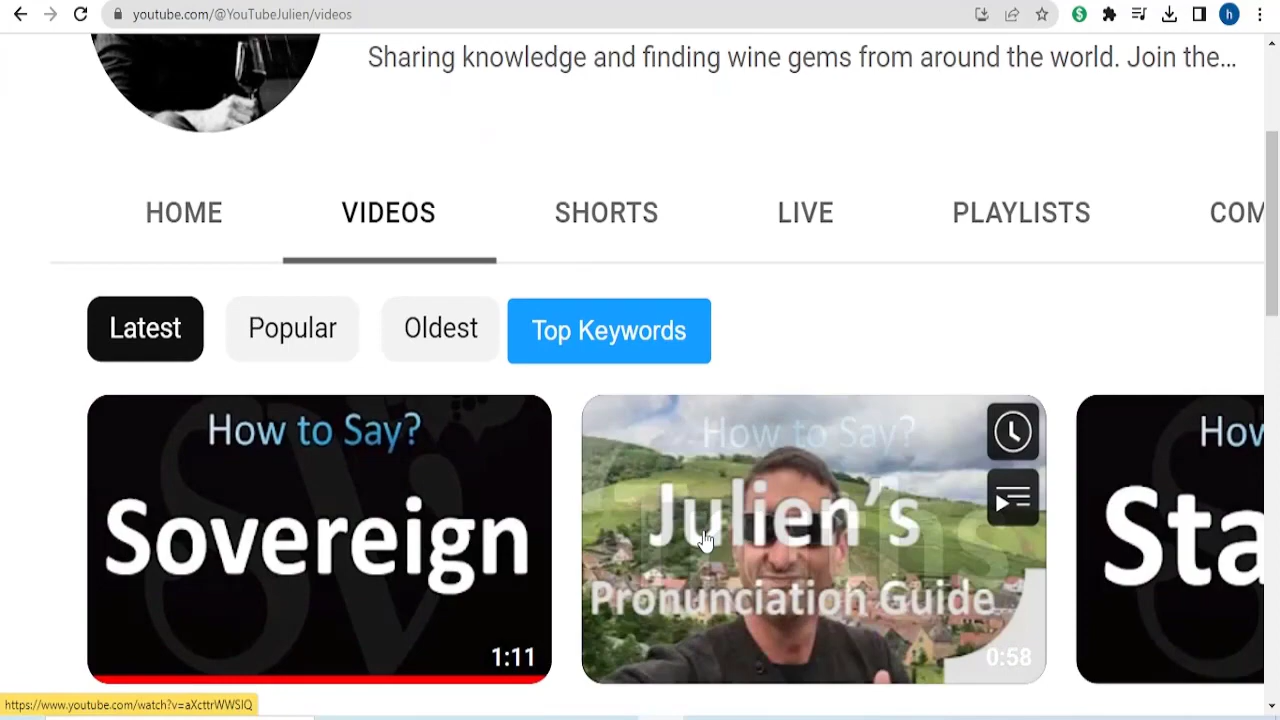 youtube.com/@YouTubeJulien/videos
h
Sharing knowledge and finding wine gems from around the world. Join the...
HOME
VIDEOS
SHORTS
LIVE
PLAYLISTS
COM
Latest
Popular
Oldest
Top Keywords
How to Say?
Sovereign
1:11
How to Say?
Julien's
Pronunciation Guide
0:58
How
Sta
https://www.youtube.com/watch?v=aXcttrWWSIQ